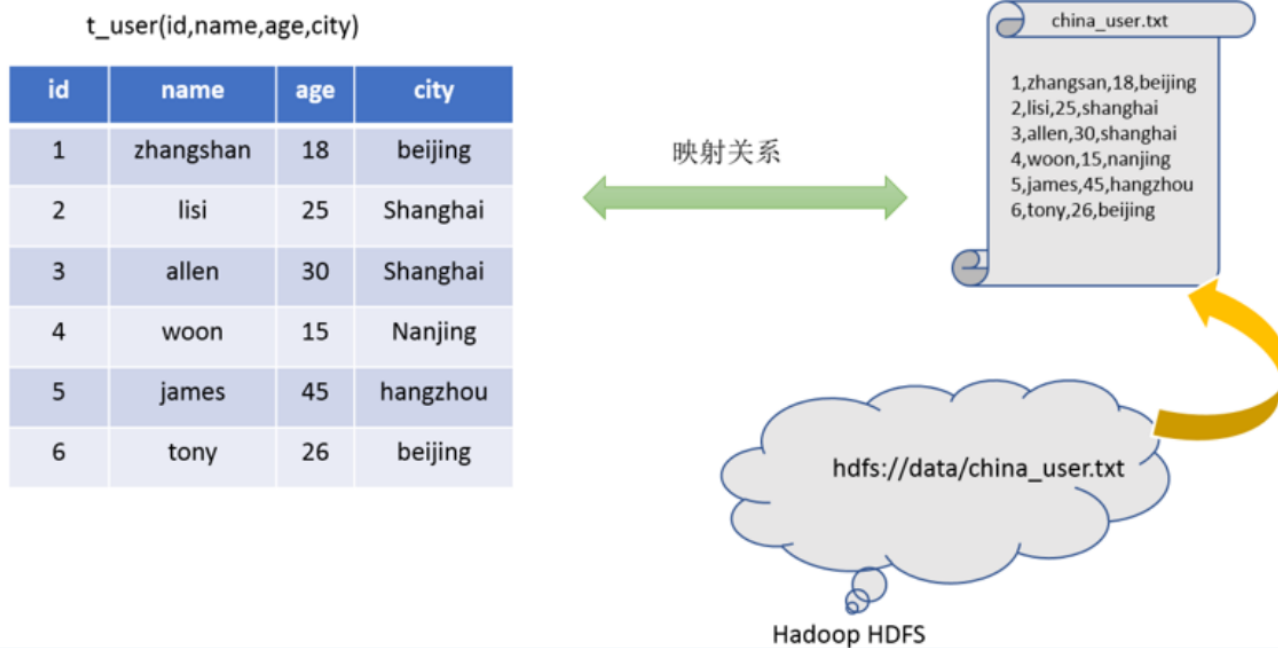 t_user(id,name,age,city)
id name age city
1 zhangshan 18 beijing
2 lisi 25 Shanghai
3 allen 30 Shanghai
4 woon 15 Nanjing
5 james 45 hangzhou
6 tony 26 beijing
映射关系
china_user.txt
1,zhangsan,18,beijing
2,lisi,25,shanghai
3,allen,30,shanghai
4,woon,15,nanjing
5,james,45,hangzhou
6,tony,26,beijing
hdfs://data/china_user.txt
Hadoop HDFS